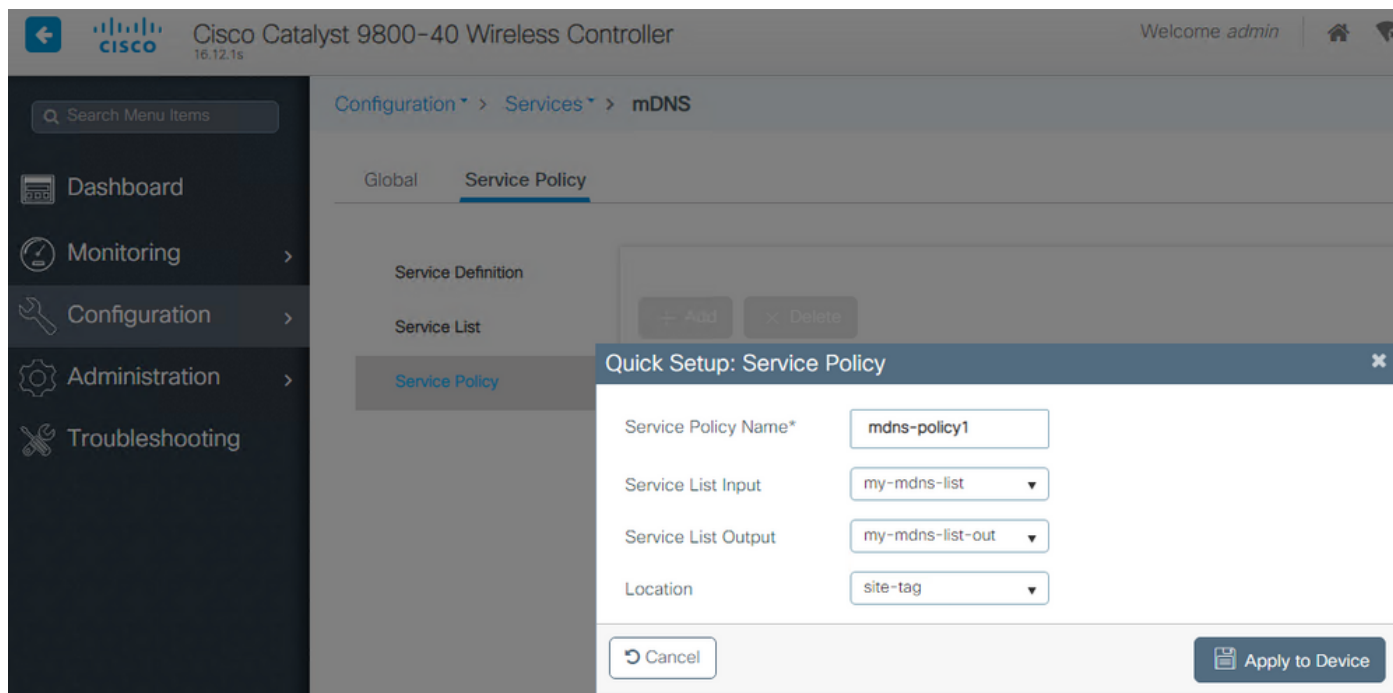 CISCO
Cisco Catalyst 9800-40 Wireless Controller
16.12.1s
Welcome admin
Search Menu Items
Dashboard
Monitoring
Configuration
Administration
Troubleshooting
Configuration > Services > mDNS
Global Service Policy
Service Definition
Service List
Service Policy
+ Add × Delete
Quick Setup: Service Policy
Service Policy Name* mdns-policy1
Service List Input my-mdns-list
Service List Output my-mdns-list-out
Location site-tag
Cancel Apply to Device